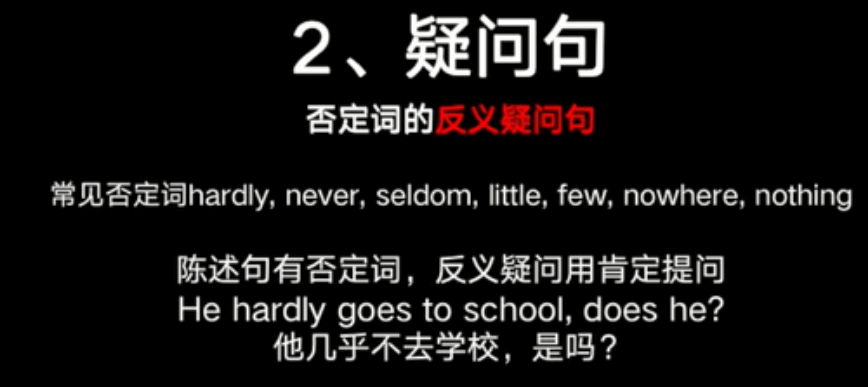 2、疑问句
否定词的反义疑问句
常见否定词hardly, never, seldom, little, few, nowhere, nothing
陈述句有否定词，反义疑问用肯定提问
He hardly goes to school, does he?
他几乎不去学校，是吗？